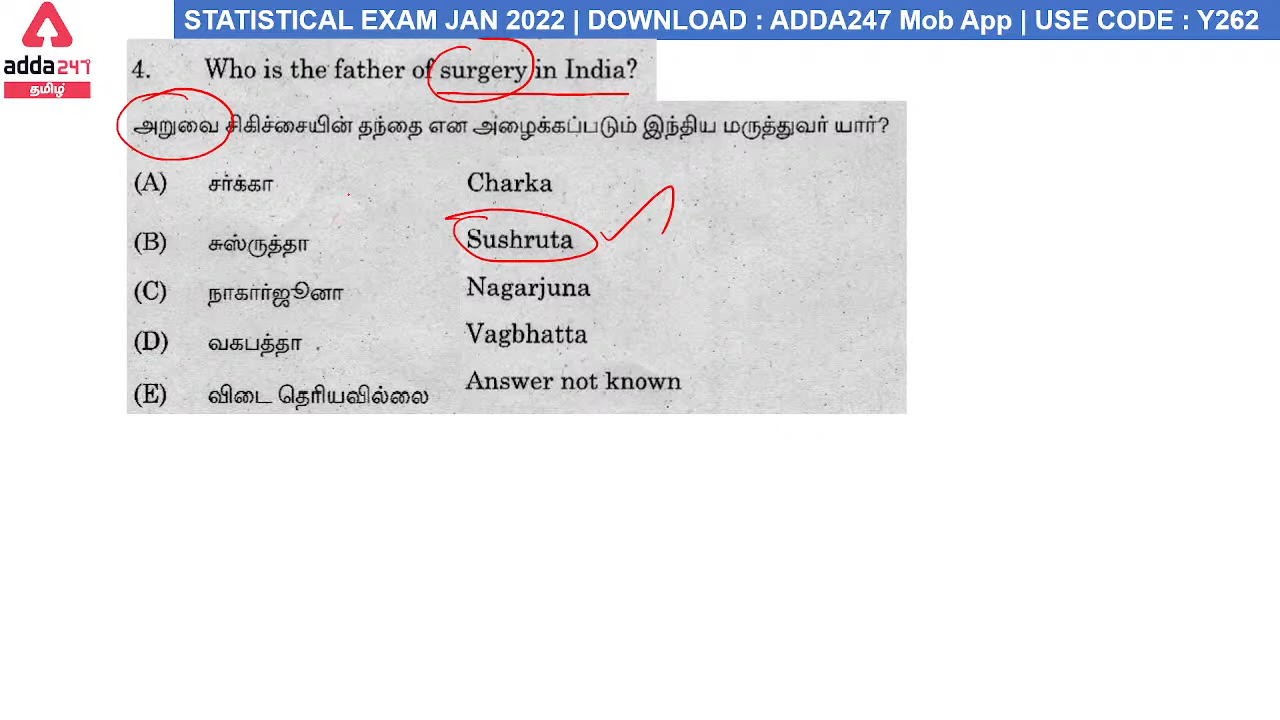 STATISTICAL EXAM JAN 2022 | DOWNLOAD : ADDA247 Mob App | USE CODE : Y262
adda247
தமிழ்
4. Who is the father of surgery in India?
அறுவை சிகிச்சையின் தந்தை என அழைக்கப்படும் இந்திய மருத்துவர் யார்?
(A) சர்க்கா Charka
(B) சுஸ்ருத்தா Sushruta
(C) நாகார்ஜூனா Nagarjuna
(D) வகபத்தா Vagbhatta
(E) விடை தெரியவில்லை Answer not known